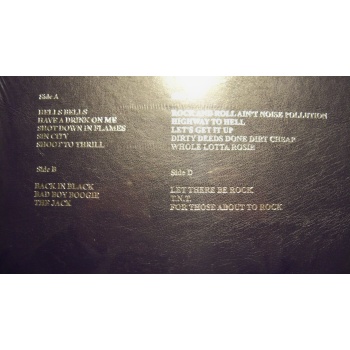 Side A
HELLS BELLS
HAVE A DRINK ON ME
SHOT DOWN IN FLAMES
SIN CITY
SHOOT TO THRILL
ROCK AND ROLL AIN'T NOISE POLLUTION
HIGHWAY TO HELL
LET'S GET IT UP
DIRTY DEEDS DONE DIRT CHEAP
WHOLE LOTTA ROSIE
Side B
BACK IN BLACK
BAD BOY BOOGIE
THE JACK
Side D
LET THERE BE ROCK
T.N.T.
FOR THOSE ABOUT TO ROCK